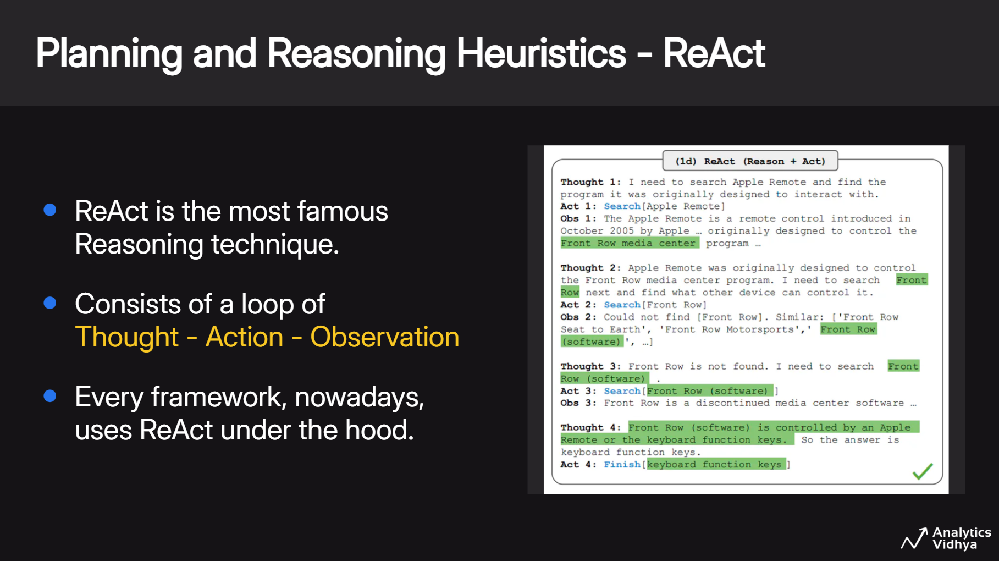 Planning and Reasoning Heuristics - ReAct
ReAct is the most famous
Reasoning technique.
Consists of a loop of
Thought - Action - Observation
Every framework, nowadays,
uses ReAct under the hood.
(1d) ReAct (Reason + Act)
Thought 1: I need to search Apple Remote and find the
program it was originally designed to interact with.
Act 1: Search[Apple Remote]
Obs 1: The Apple Remote is a remote control introduced in
October 2005 by Apple … originally designed to control the
Front Row media center program …
Thought 2: Apple Remote was originally designed to control
the Front Row media center program. I need to search Front
Row next and find what other device can control it.
Act 2: Search[Front Row]
Obs 2: Could not find [Front Row]. Similar: ['Front Row
Seat to Earth', 'Front Row Motorsports',' Front Row
(software)', …]
Thought 3: Front Row is not found. I need to search Front
Row (software) .
Act 3: Search[Front Row (software) ]
Obs 3: Front Row is a discontinued media center software …
Thought 4: Front Row (software) is controlled by an Apple
Remote or the keyboard function keys. So the answer is
keyboard function keys.
Act 4: Finish[keyboard function keys ]
Analytics
Vidhya